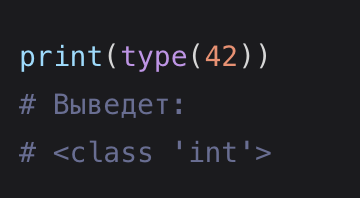 print(type(42))
# Выведет:
# <class 'int'>